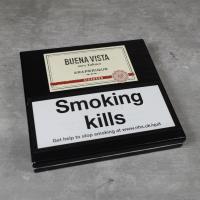 BUENA VISTA
Smoking
kills
Get help to stop smoking at www.nhs.uk/quit